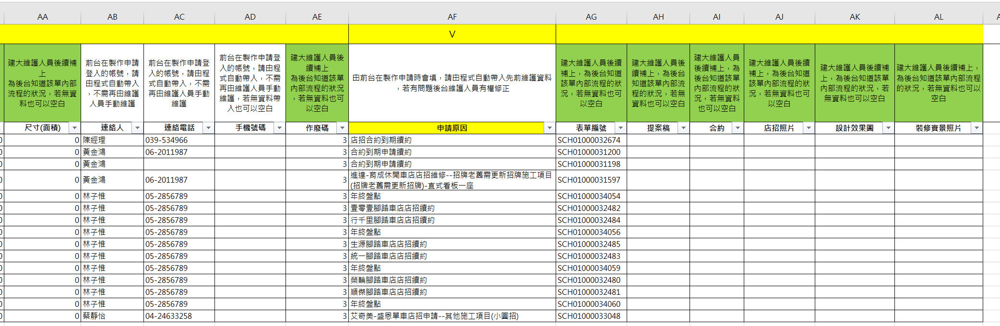 AA AB AC AD AE AF AG AH AI AJ AK AL
V
建大維護人員後續補
上
為後台知道該單內部
流程的狀況，若無資
料也可以空白
前台在製作申請
登入的帳號，請
由程式自動帶入
，不需再由維護
人員手動維護
前台在製作申請登
入的帳號，請由程
式自動帶入，不需
再由維護人員手動
維護
前台在製作申請登
入的帳號，請由程
式自動帶入，不需
再由維護人員手動
維護，若無資料帶
入也可以空白
建大維護人員後
續補上
為後台知道該單
內部流程的狀況
，若無資料也可
以空白
由前台在製作申請時會填，請由程式自動帶入先前維護資料
，若有問題後台維護人員有權修正
建大維護人員後續
補上，為後台知道
該單內部流程的狀
況，若無資料也可
以空白
建大維護人員後
續補上，為後台
知道該單內部流
程的狀況，若無
資料也可以空白
建大維護人員
後續補上，為
後台知道該單
內部流程的狀
況，若無資料
也可以空白
建大維護人員後續
補上，為後台知道
該單內部流程的狀
況，若無資料也可
以空白
建大維護人員後續補
上，為後台知道該單
內部流程的狀況，若
無資料也可以空白
建大維護人員後續補上，
為後台知道該單內部流程
的狀況，若無資料也可以
空白
尺寸(面積) 連絡人 連絡電話 手機號碼 作廢碼 申請原因 表單編號 提案稿 合約 店招照片 設計效果圖 裝修實景照片
0 陳經理 039-534966 3 店招合約到期續約 SCH01000032674
0 黃金鴻 06-2011987 3 合約到期申請續約 SCH01000031200
0 黃金鴻 3 合約到期申請續約 SCH01000031198
0 黃金鴻 06-2011987 3 進達-育成休閒車店店招維修--招牌老舊需更新招牌施工項目 SCH01000031597
(招牌老舊需更新招牌)-直式看板一座
0 林子惟 05-2856789 3 年終盤點 SCH01000034054
0 林子惟 05-2856789 3 壹零壹腳踏車店店招續約 SCH01000032482
0 林子惟 05-2856789 3 行千里腳踏車店店招續約 SCH01000032484
0 林子惟 05-2856789 3 年終盤點 SCH01000034056
0 林子惟 05-2856789 3 生源腳踏車店店招續約 SCH01000032485
0 林子惟 05-2856789 3 統一腳踏車店店招續約 SCH01000032483
0 林子惟 05-2856789 3 年終盤點 SCH01000034059
0 林子惟 05-2856789 3 榮輪腳踏車店店招續約 SCH01000032480
0 林子惟 05-2856789 3 順傑腳踏車店店招續約 SCH01000032481
0 林子惟 05-2856789 3 年終盤點 SCH01000034060
0 蔡靜怡 04-24633258 3 艾奇美-盛恩單車店招申請--其他施工項目(小圓招) SCH01000033048